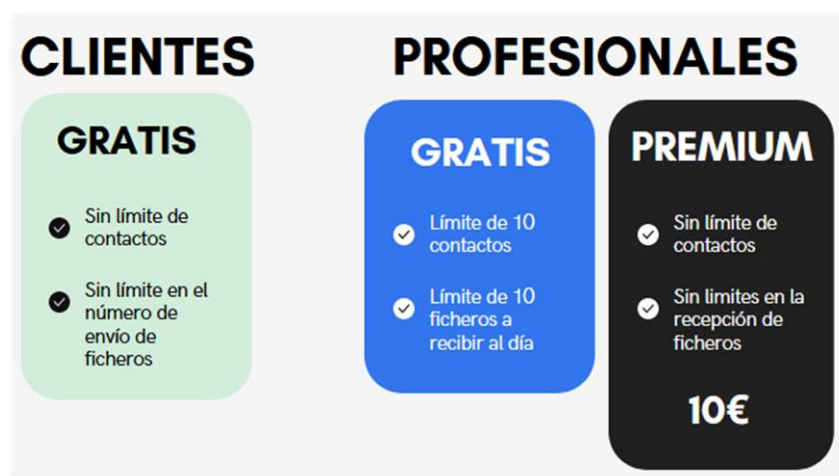 CLIENTES
GRATIS
Sin límite de
contactos
Sin límite en el
número de
envío de
ficheros
PROFESIONALES
GRATIS
Límite de 10
contactos
Límite de 10
ficheros a
recibir al día
PREMIUM
Sin límite de
contactos
Sin limites en la
recepción de
ficheros
10€